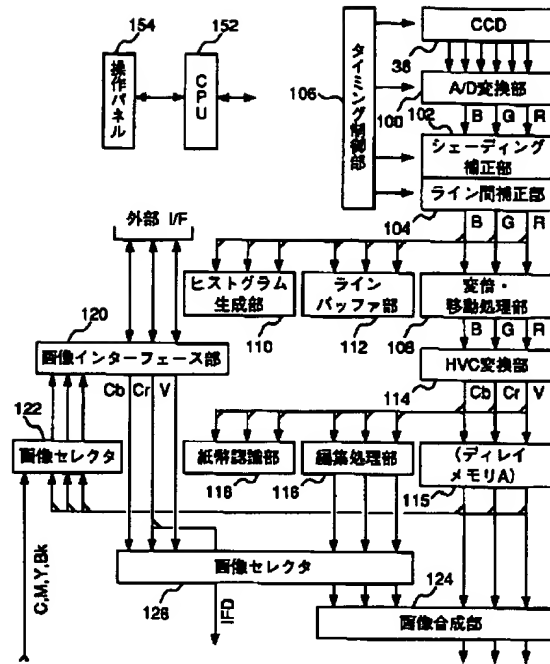 154
152
操作パネル
CPU
106
タイミング制御部
CCD
36
A/D変換部
100
B G R
102
シェーディング
補正部
ライン間補正部
104
B G R
外部 I/F
ヒストグラム
生成部
110
ライン
バッファ部
112
変倍・
移動処理部
108
B G R
120
画像インターフェース部
HVC変換部
114
Cb Cr V
Cb Cr V
122
画像セレクタ
紙幣認識部
118
編集処理部
116
(ディレイ
メモリA)
115
C,M,Y,Bk
画像セレクタ
126
IFD
124
画像合成部